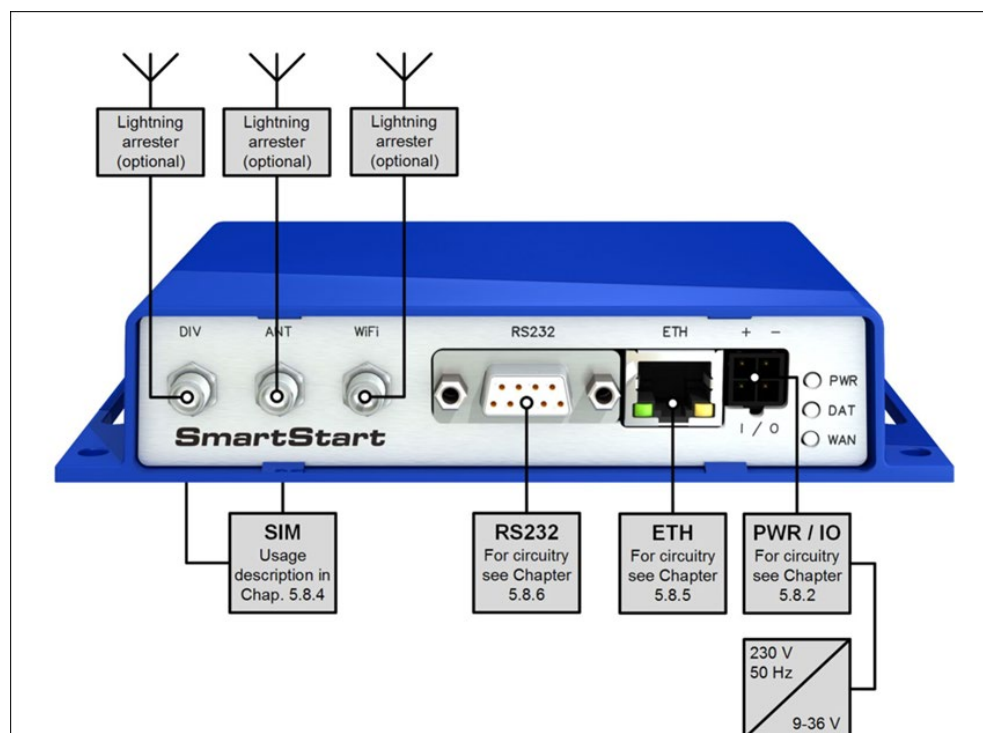 Lightning
arrester
(optional)
Lightning
arrester
(optional)
Lightning
arrester
(optional)
DIV
ANT
WiFi
RS232
ETH
+ -
PWR
DAT
WAN
I / O
SmartStart
SIM
Usage
description in
Chap. 5.8.4
RS232
For circuitry
see Chapter
5.8.6
ETH
For circuitry
see Chapter
5.8.5
PWR / IO
For circuitry
see Chapter
5.8.2
230 V
50 Hz
9-36 V